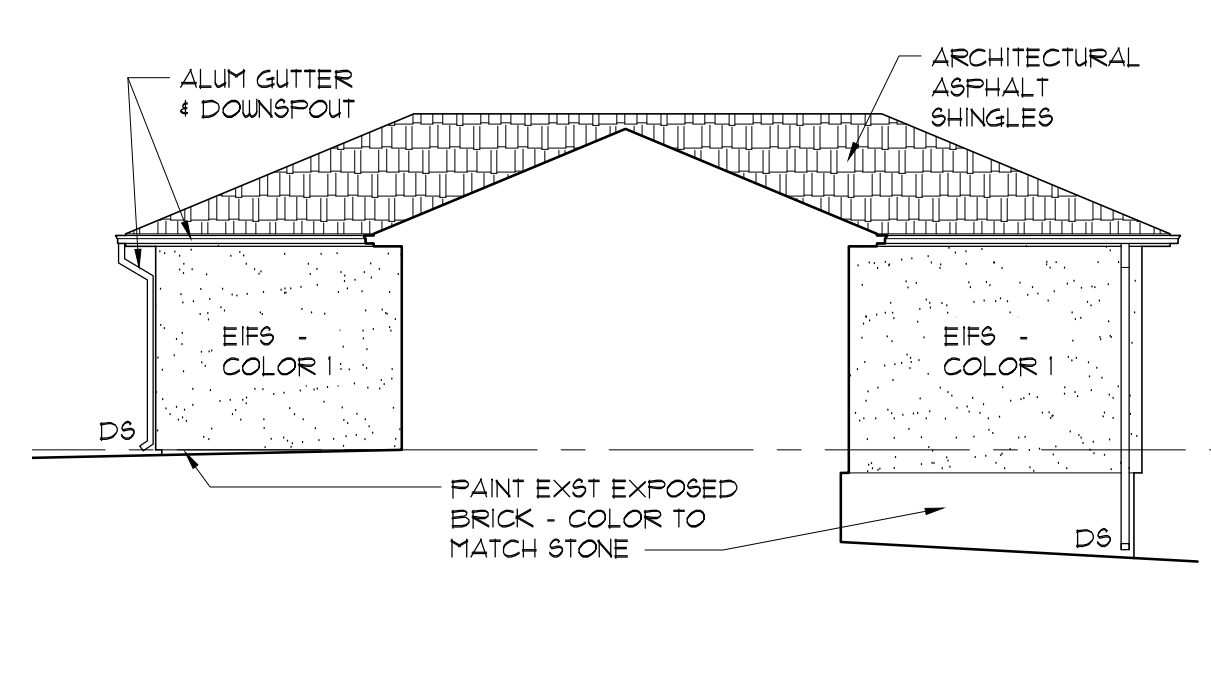 ALUM GUTTER
& DOWNSPOUT
ARCHITECTURAL
ASPHALT
SHINGLES
EIFS -
COLOR 1
EIFS -
COLOR 1
DS
PAINT EXST EXPOSED
BRICK - COLOR TO
MATCH STONE
DS